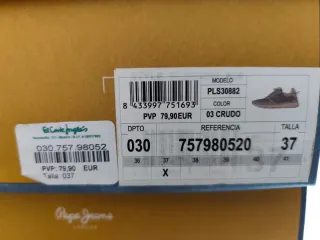 MODELO
PLS30882
COLOR
8 433997 751693
PVP 79,90EUR
03 CRUDO
DPTO REFERENCIA TALLA
030 757980520 37
36 37 38 39 40 41
X
El Corte Inglés
030 757 98052
PVP: 79,90 EUR
Talla: 037
Pepe Jeans
LONDON